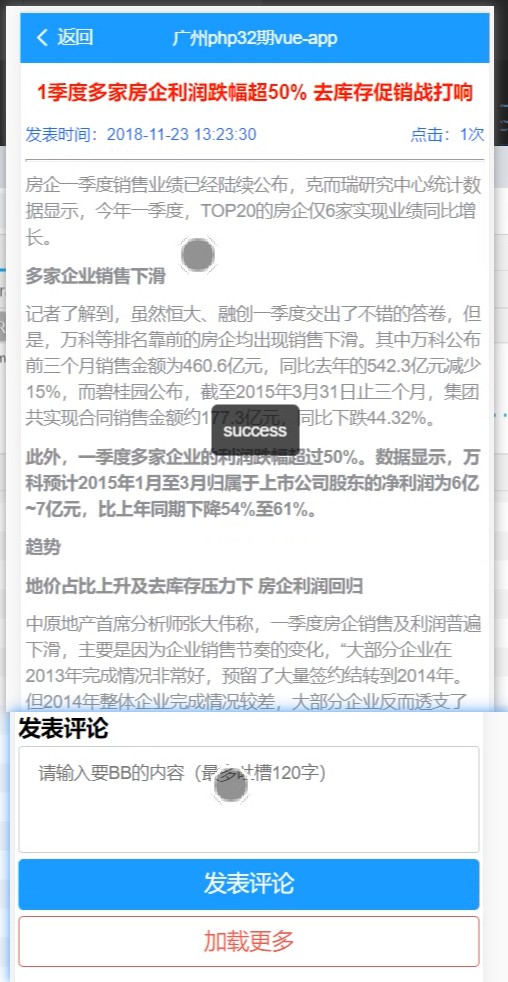 返回
广州php32期vue-app
1季度多家房企利润跌幅超50% 去库存促销战打响
发表时间：2018-11-23 13:23:30 点击：1次
房企一季度销售业绩已经陆续公布，克而瑞研究中心统计数
据显示，今年一季度，TOP20的房企仅6家实现业绩同比增
长。
多家企业销售下滑
记者了解到，虽然恒大、融创一季度交出了不错的答卷，但
是，万科等排名靠前的房企均出现销售下滑。其中万科公布
前三个月销售金额为460.6亿元，同比去年的542.3亿元减少
15%，而碧桂园公布，截至2015年3月31日止三个月，集团
共实现合同销售金额约177.3亿元，同比下跌44.32%。
success
此外，一季度多家企业的利润跌幅超过50%。数据显示，万
科预计2015年1月至3月归属于上市公司股东的净利润为6亿
~7亿元，比上年同期下降54%至61%。
趋势
地价占比上升及去库存压力下 房企利润回归
中原地产首席分析师张大伟称，一季度房企销售及利润普遍
下滑，主要是因为企业销售节奏的变化，“大部分企业在
2013年完成情况非常好，预留了大量签约结转到2014年。
但2014年整体企业完成情况较差，大部分企业反而透支了
发表评论
请输入要BB的内容（最多吐槽120字）
发表评论
加载更多